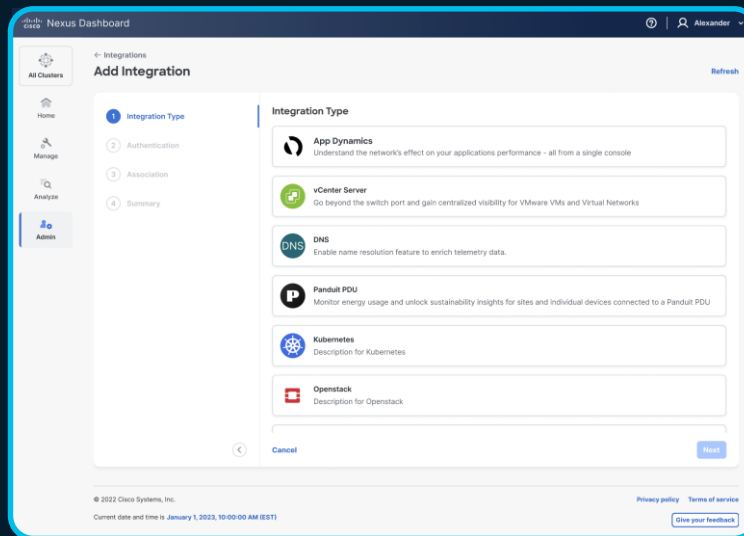 CISCO Nexus Dashboard
Alexander
All Clusters
Home
Manage
Analyze
Admin
← Integrations
Add Integration
Refresh
1 Integration Type
2 Authentication
3 Association
4 Summary
Integration Type
App Dynamics
Understand the network's effect on your applications performance - all from a single console
vCenter Server
Go beyond the switch port and gain centralized visibility for VMware VMs and Virtual Networks
DNS
DNS
Enable name resolution feature to enrich telemetry data.
Panduit PDU
Monitor energy usage and unlock sustainability insights for sites and individual devices connected to a Panduit PDU
Kubernetes
Description for Kubernetes
Openstack
Description for Openstack
Cancel
Next
© 2022 Cisco Systems, Inc.
Privacy policy Terms of service
Current date and time is January 1, 2023, 10:00:00 AM (EST)
Give your feedback